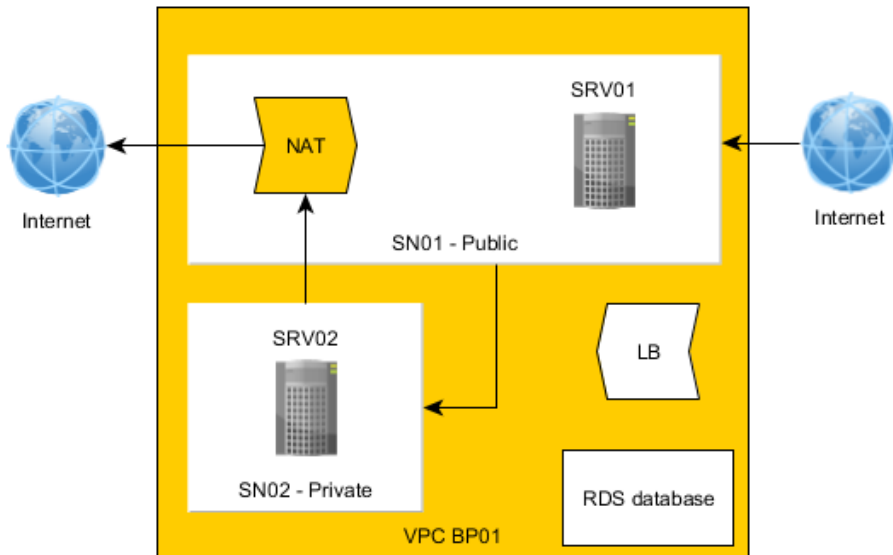 SRV01
NAT
Internet
Internet
SN01 - Public
SRV02
LB
SN02 - Private
RDS database
VPC BP01